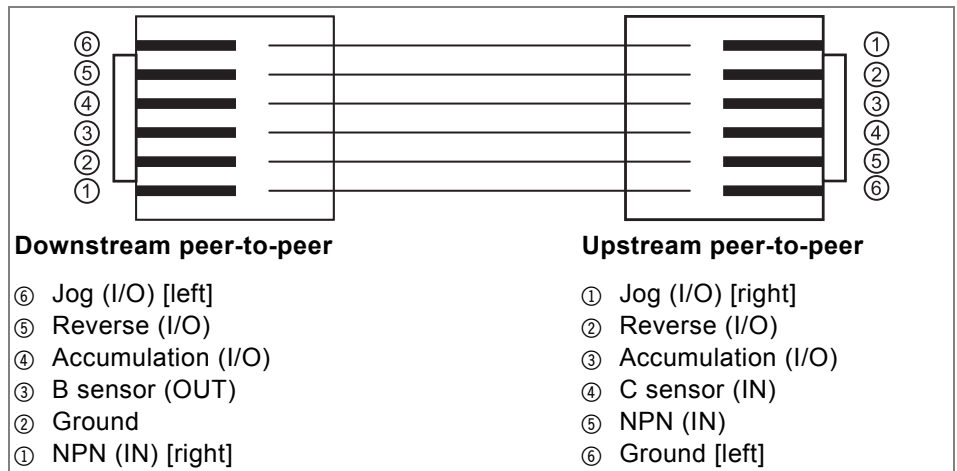 ⑥ ①
⑤ ②
④ ③
③ ④
② ⑤
① ⑥
Downstream peer-to-peer
⑥ Jog (I/O) [left]
⑤ Reverse (I/O)
④ Accumulation (I/O)
③ B sensor (OUT)
② Ground
① NPN (IN) [right]
Upstream peer-to-peer
① Jog (I/O) [right]
② Reverse (I/O)
③ Accumulation (I/O)
④ C sensor (IN)
⑤ NPN (IN)
⑥ Ground [left]